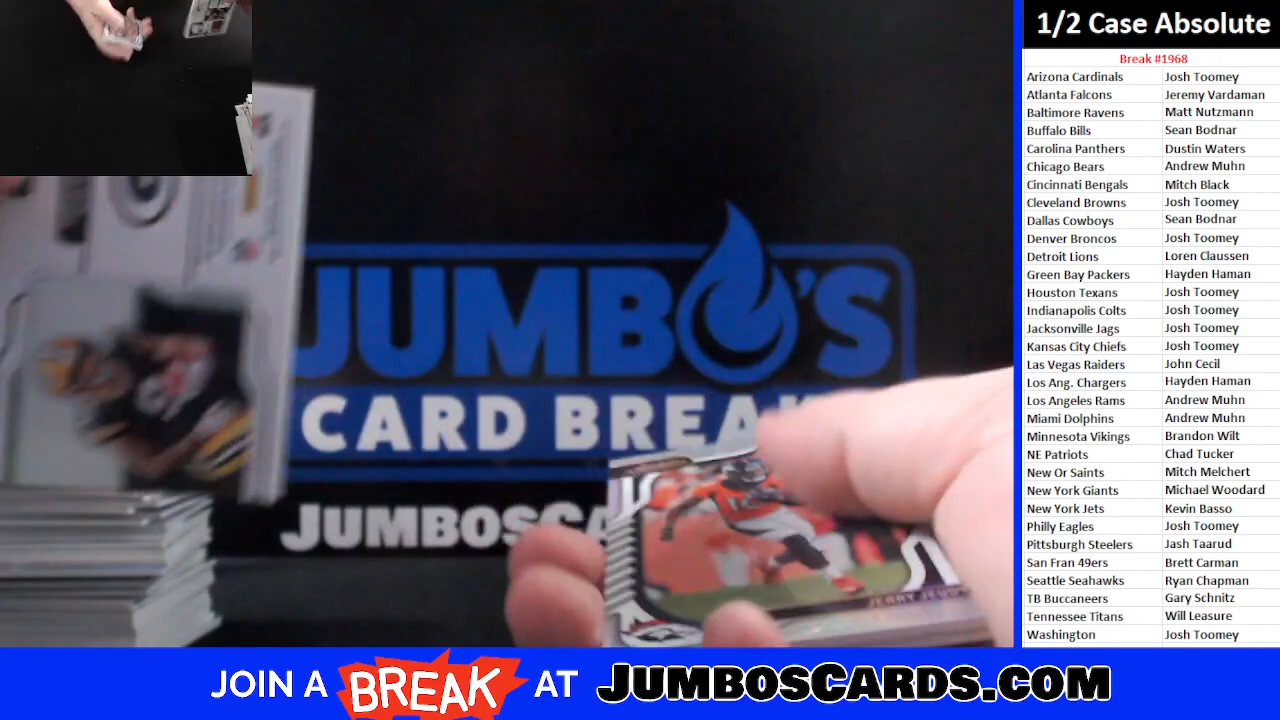 1/2 Case Absolute
Break #1968
Arizona Cardinals Josh Toomey
Atlanta Falcons Jeremy Vardaman
Baltimore Ravens Matt Nutzmann
Buffalo Bills Sean Bodnar
Carolina Panthers Dustin Waters
Chicago Bears Andrew Muhn
Cincinnati Bengals Mitch Black
Cleveland Browns Josh Toomey
Dallas Cowboys Sean Bodnar
Denver Broncos Josh Toomey
Detroit Lions Loren Claussen
Green Bay Packers Hayden Haman
Houston Texans Josh Toomey
Indianapolis Colts Josh Toomey
Jacksonville Jags Josh Toomey
Kansas City Chiefs Josh Toomey
Las Vegas Raiders John Cecil
Los Ang. Chargers Hayden Haman
Los Angeles Rams Andrew Muhn
Miami Dolphins Andrew Muhn
Minnesota Vikings Brandon Wilt
NE Patriots Chad Tucker
New Or Saints Mitch Melchert
New York Giants Michael Woodard
New York Jets Kevin Basso
Philly Eagles Josh Toomey
Pittsburgh Steelers Jash Taarud
San Fran 49ers Brett Carman
Seattle Seahawks Ryan Chapman
TB Buccaneers Gary Schnitz
Tennessee Titans Will Leasure
Washington Josh Toomey
JUMBO'S
CARD BREA
JUMBOSCA
JERRY
JOIN A BREAK AT JUMBOSCARDS.COM